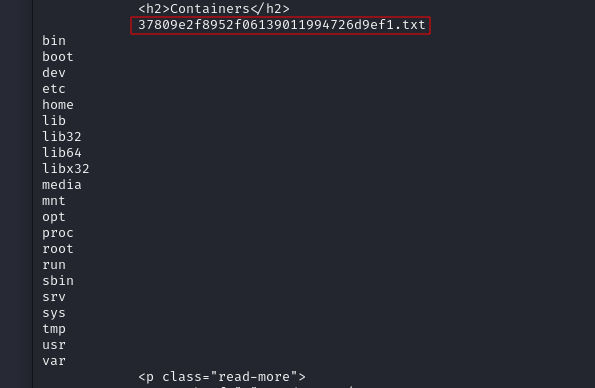 <h2>Containers</h2>
37809e2f8952f06139011994726d9ef1.txt
bin
boot
dev
etc
home
lib
lib32
lib64
libx32
media
mnt
opt
proc
root
run
sbin
srv
sys
tmp
usr
var
<p class="read-more">